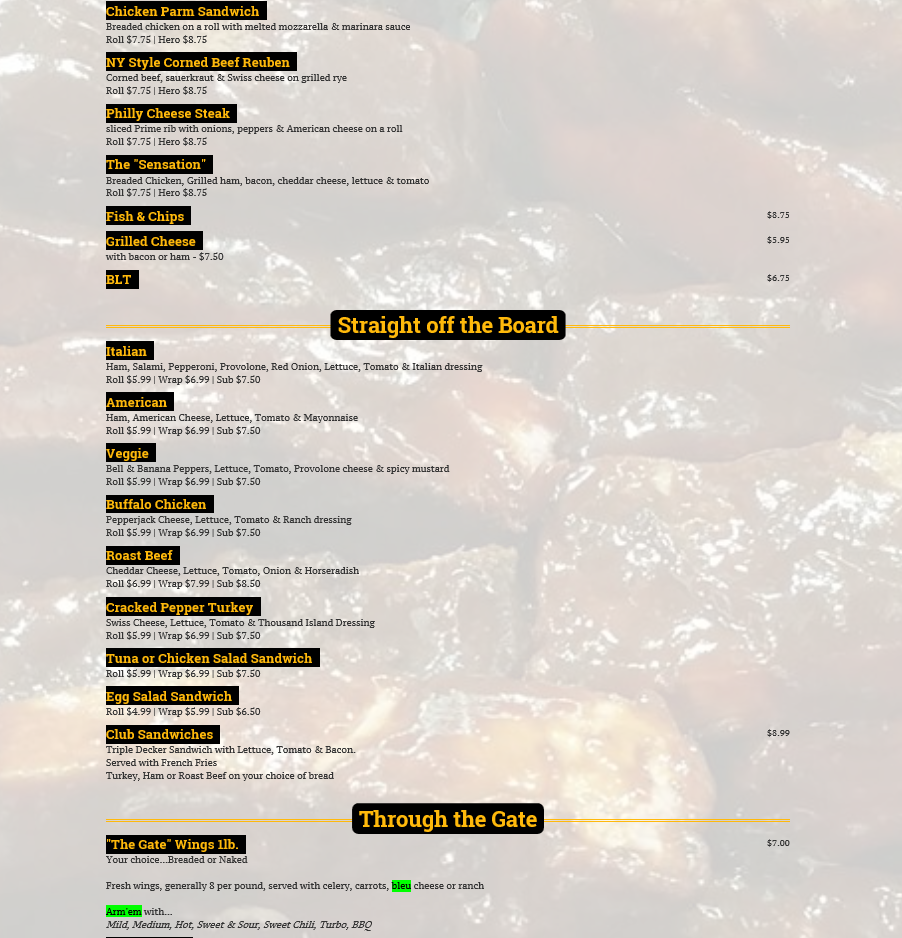 Chicken Parm Sandwich
Breaded chicken on a roll with melted mozzarella & marinara sauce
Roll $7.75 | Hero $8.75
NY Style Corned Beef Reuben
Corned beef, sauerkraut & Swiss cheese on grilled rye
Roll $7.75 | Hero $8.75
Philly Cheese Steak
sliced Prime rib with onions, peppers & American cheese on a roll
Roll $7.75 | Hero $8.75
The "Sensation"
Breaded Chicken, Grilled ham, bacon, cheddar cheese, lettuce & tomato
Roll $7.75 | Hero $8.75
Fish & Chips $8.75
Grilled Cheese $5.95
with bacon or ham - $7.50
BLT $6.75
Straight off the Board
Italian
Ham, Salami, Pepperoni, Provolone, Red Onion, Lettuce, Tomato & Italian dressing
Roll $5.99 | Wrap $6.99 | Sub $7.50
American
Ham, American Cheese, Lettuce, Tomato & Mayonnaise
Roll $5.99 | Wrap $6.99 | Sub $7.50
Veggie
Bell & Banana Peppers, Lettuce, Tomato, Provolone cheese & spicy mustard
Roll $5.99 | Wrap $6.99 | Sub $7.50
Buffalo Chicken
Pepperjack Cheese, Lettuce, Tomato & Ranch dressing
Roll $5.99 | Wrap $6.99 | Sub $7.50
Roast Beef
Cheddar Cheese, Lettuce, Tomato, Onion & Horseradish
Roll $6.99 | Wrap $7.99 | Sub $8.50
Cracked Pepper Turkey
Swiss Cheese, Lettuce, Tomato & Thousand Island Dressing
Roll $5.99 | Wrap $6.99 | Sub $7.50
Tuna or Chicken Salad Sandwich
Roll $5.99 | Wrap $6.99 | Sub $7.50
Egg Salad Sandwich
Roll $4.99 | Wrap $5.99 | Sub $6.50
Club Sandwiches $8.99
Triple Decker Sandwich with Lettuce, Tomato & Bacon.
Served with French Fries
Turkey, Ham or Roast Beef on your choice of bread
Through the Gate
"The Gate" Wings 1lb. $7.00
Your choice...Breaded or Naked
Fresh wings, generally 8 per pound, served with celery, carrots, bleu cheese or ranch
Arm'em with...
Mild, Medium, Hot, Sweet & Sour, Sweet Chili, Turbo, BBQ